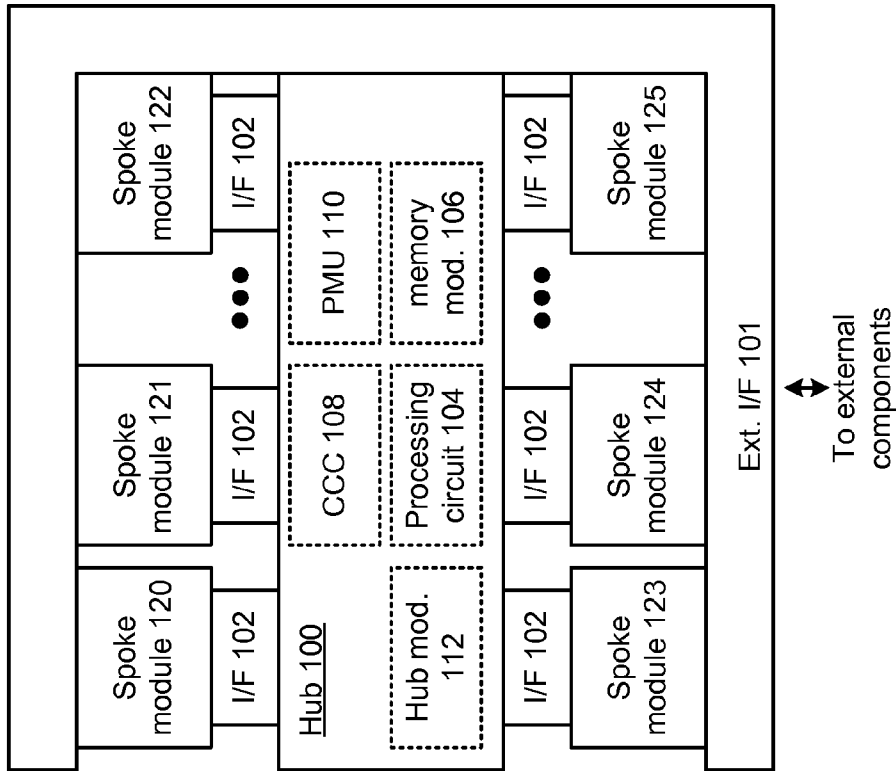 Spoke
module 120
Spoke
module 121
Spoke
module 122
I/F 102
I/F 102
I/F 102
Hub 100
CCC 108
PMU 110
Hub mod.
112
Processing
circuit 104
memory
mod. 106
I/F 102
I/F 102
I/F 102
Spoke
module 123
Spoke
module 124
Spoke
module 125
Ext. I/F 101
To external
components